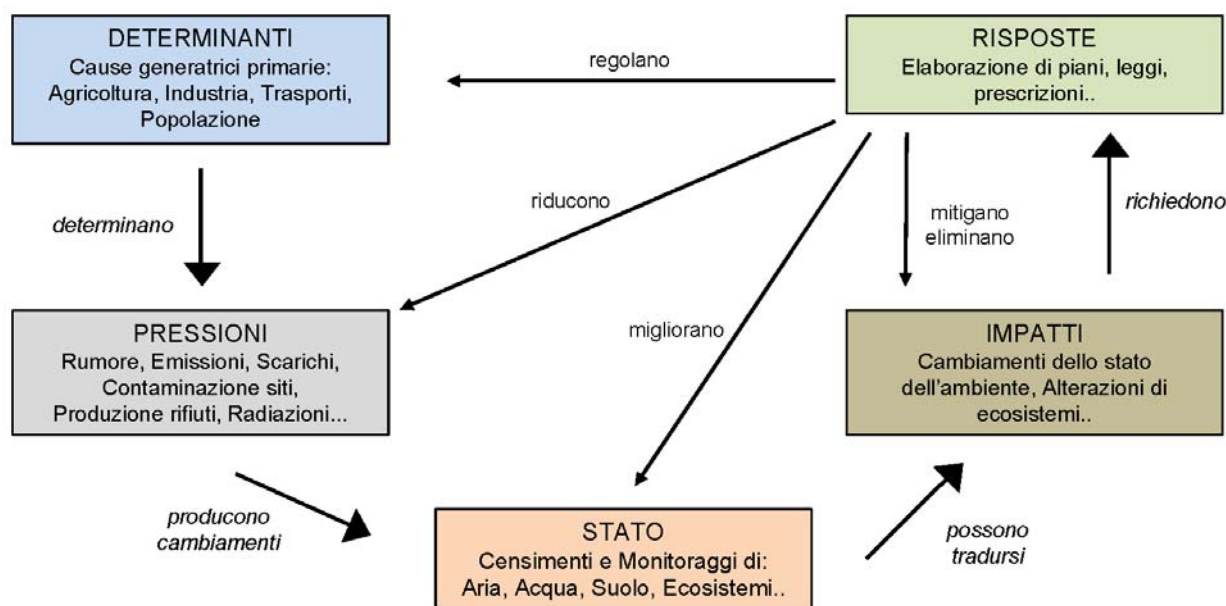 DETERMINANTI
Cause generatrici primarie:
Agricoltura, Industria, Trasporti,
Popolazione
regolano
RISPOSTE
Elaborazione di piani, leggi,
prescrizioni..
determinano
riducono
mitigano
eliminano
richiedono
PRESSIONI
Rumore, Emissioni, Scarichi,
Contaminazione siti,
Produzione rifiuti, Radiazioni...
migliorano
IMPATTI
Cambiamenti dello stato
dell'ambiente, Alterazioni di
ecosistemi..
producono
cambiamenti
STATO
Censimenti e Monitoraggi di:
Aria, Acqua, Suolo, Ecosistemi..
possono
tradursi